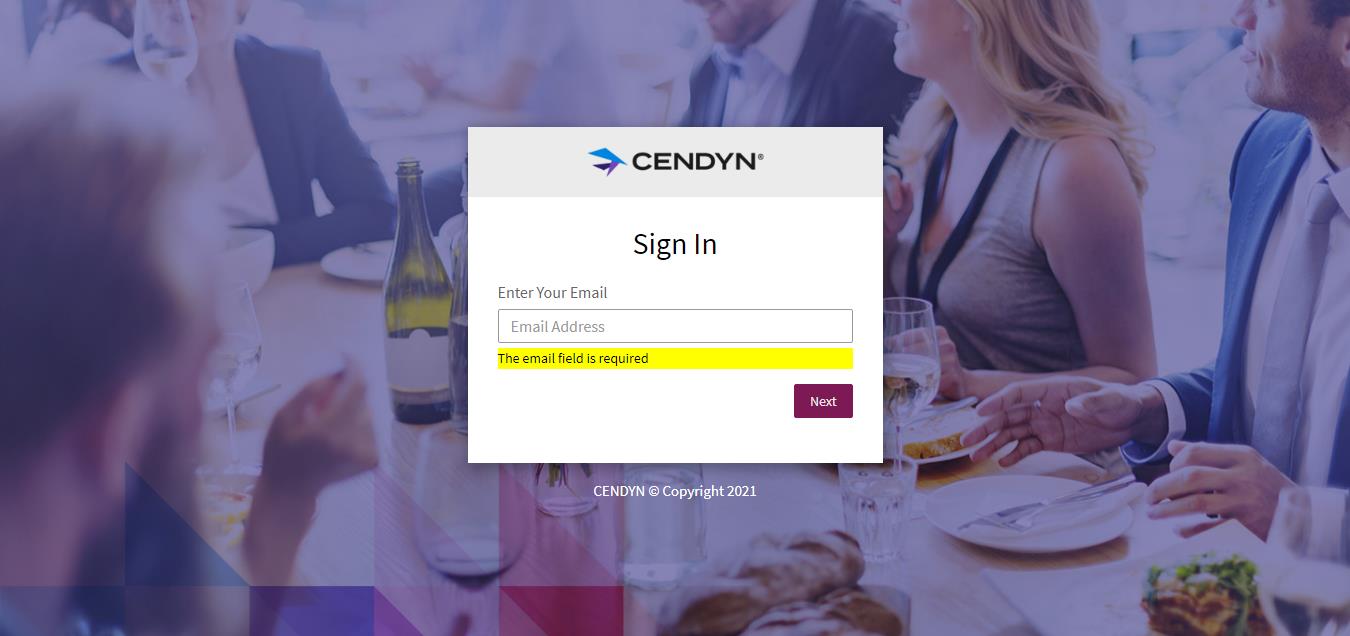 CENDYN®
Sign In
Enter Your Email
Email Address
The email field is required
Next
CENDYN © Copyright 2021